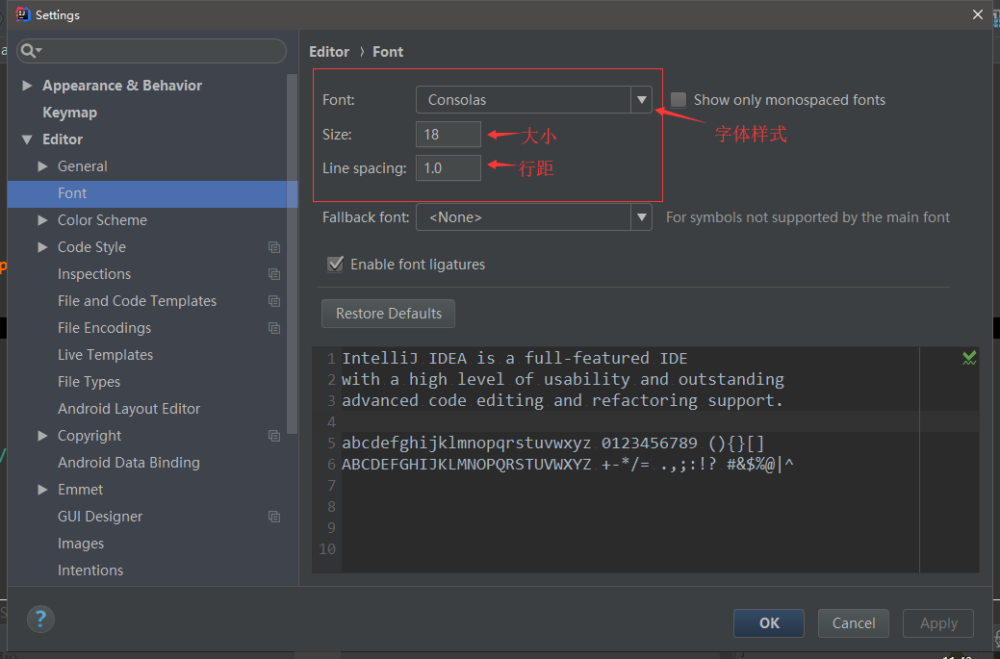 Settings
Editor › Font
Appearance & Behavior
Keymap
Editor
General
Font
Color Scheme
Code Style
Inspections
File and Code Templates
File Encodings
Live Templates
File Types
Android Layout Editor
Copyright
Android Data Binding
Emmet
GUI Designer
Images
Intentions
Font: Consolas Show only monospaced fonts
字体样式
Size: 18 大小
Line spacing: 1.0 行距
Fallback font: <None> For symbols not supported by the main font
Enable font ligatures
Restore Defaults
1 IntelliJ IDEA is a full-featured IDE
2 with a high level of usability and outstanding
3 advanced code editing and refactoring support.
4
5 abcdefghijklmnopqrstuvwxyz 0123456789 (){}[]
6 ABCDEFGHIJKLMNOPQRSTUVWXYZ +-*/= .,;:!? #&$%@|^
7
8
9
10
?
OK Cancel Apply